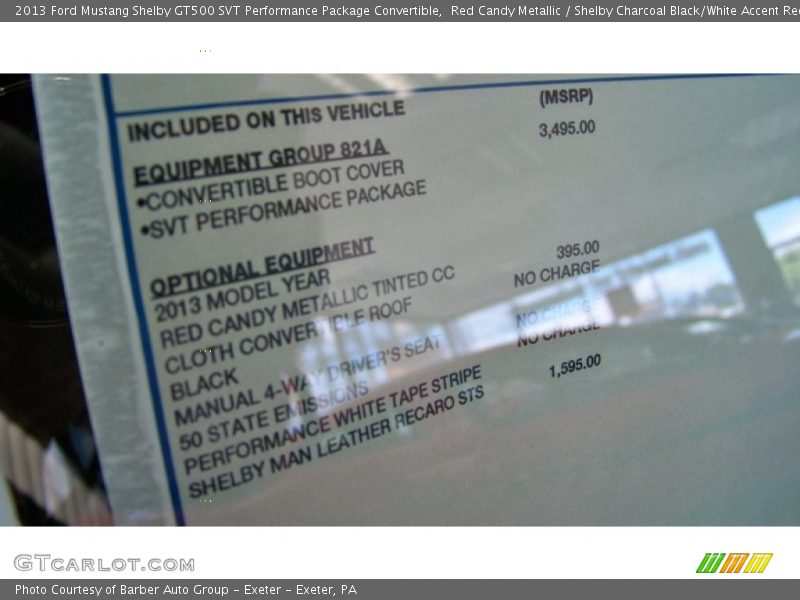 2013 Ford Mustang Shelby GT500 SVT Performance Package Convertible,  Red Candy Metallic / Shelby Charcoal Black/White Accent Rec
INCLUDED ON THIS VEHICLE
(MSRP)
EQUIPMENT GROUP 821A
3,495.00
•CONVERTIBLE BOOT COVER
•SVT PERFORMANCE PACKAGE
OPTIONAL EQUIPMENT
2013 MODEL YEAR
RED CANDY METALLIC TINTED CC
395.00
CLOTH CONVERTIBLE ROOF
NO CHARGE
BLACK
MANUAL 4-WAY DRIVER'S SEAT
NO CHARGE
50 STATE EMISSIONS
NO CHARGE
PERFORMANCE WHITE TAPE STRIPE
SHELBY MAN LEATHER RECARO STS
1,595.00
GTCARLOT.COM
Photo Courtesy of Barber Auto Group - Exeter - Exeter, PA